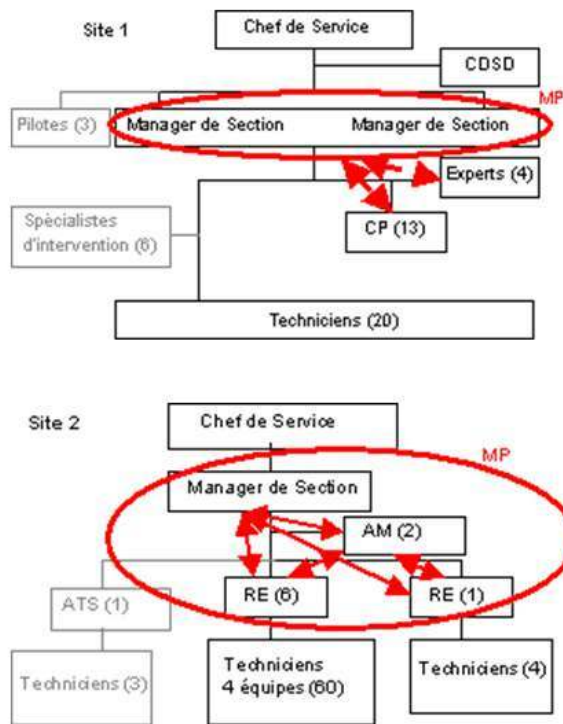 Site 1
Chef de Service
CDSD
MP
Pilotes (3)
Manager de Section
Manager de Section
Experts (4)
Spécialistes
d'intervention (6)
CP (13)
Techniciens (20)
Site 2
Chef de Service
MP
Manager de Section
AM (2)
ATS (1)
RE (6)
RE (1)
Techniciens (3)
Techniciens
4 équipes (60)
Techniciens (4)